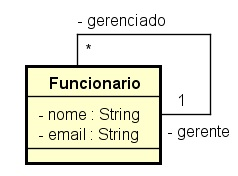 - gerenciado
*
Funcionario
- nome : String
- email : String
1
- gerente